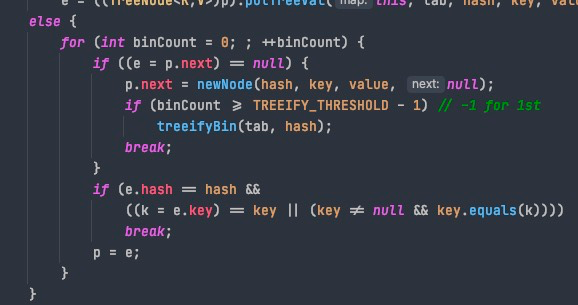 e = ((TreeNode<K,V>)p).putTreeVal( map: this, tab, hash, key, value
else {
for (int binCount = 0; ; ++binCount) {
if ((e = p.next) == null) {
p.next = newNode(hash, key, value, next: null);
if (binCount >= TREEIFY_THRESHOLD - 1) // -1 for 1st
treeifyBin(tab, hash);
break;
}
if (e.hash == hash &&
((k = e.key) == key || (key != null && key.equals(k))))
break;
p = e;
}
}